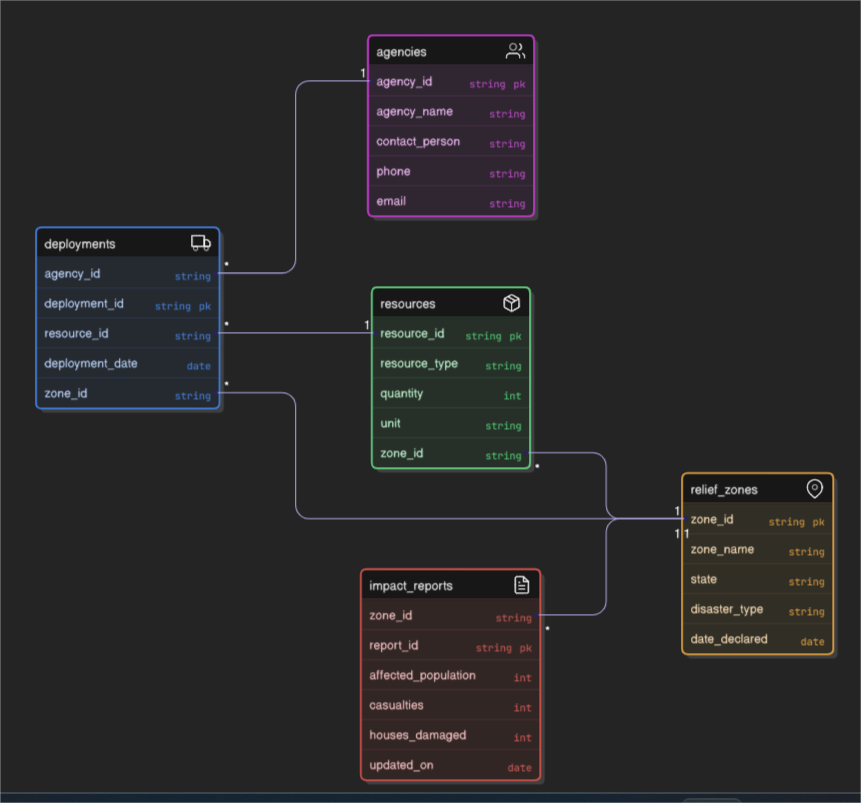 agencies
1
agency_id string pk
agency_name string
contact_person string
phone string
email string
deployments
agency_id string *
deployment_id string pk
resource_id string *
deployment_date date
zone_id string *
resources
1
resource_id string pk
resource_type string
quantity int
unit string
zone_id string
*
relief_zones
1
zone_id string pk
1 1
zone_name string
state string
disaster_type string
date_declared date
impact_reports
zone_id string
*
report_id string pk
affected_population int
casualties int
houses_damaged int
updated_on date